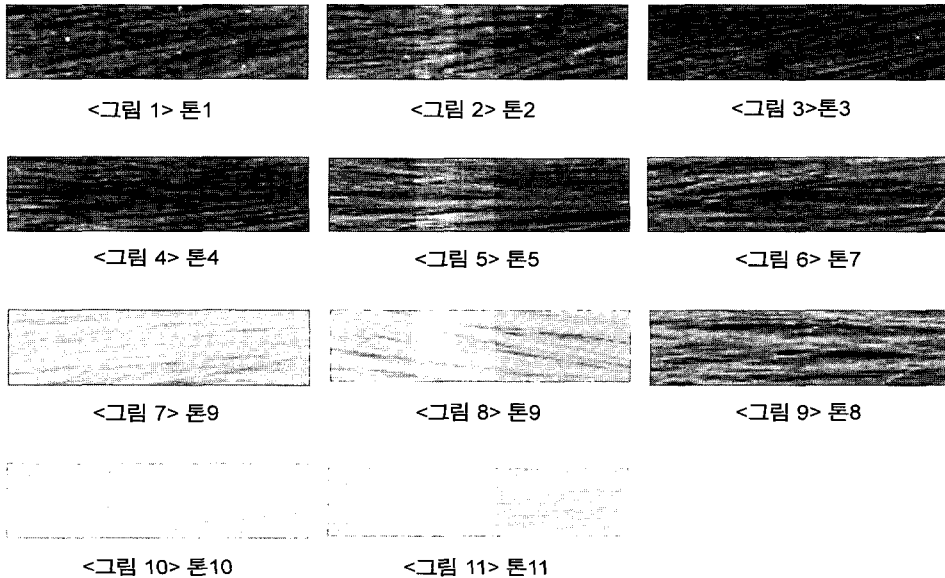 <그림 1> 톤1
<그림 2> 톤2
<그림 3>톤3
<그림 4> 톤4
<그림 5> 톤5
<그림 6> 톤7
<그림 7> 톤9
<그림 8> 톤9
<그림 9> 톤8
<그림 10> 톤10
<그림 11> 톤11